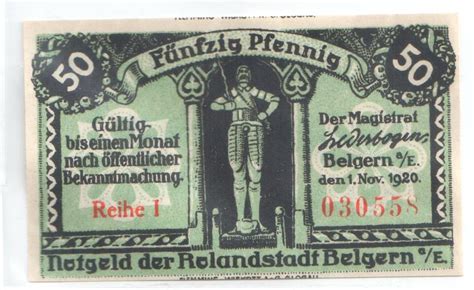 50
Fünfzig Pfennig
50
Gültig
bis einen Monat
nach öffentlicher
Bekanntmachung.
Reihe I
Der Magistrat
Lederbogen
Belgern a/E.
den 1. Nov. 1920.
030558
Notgeld der Rolandstadt Belgern a/E.